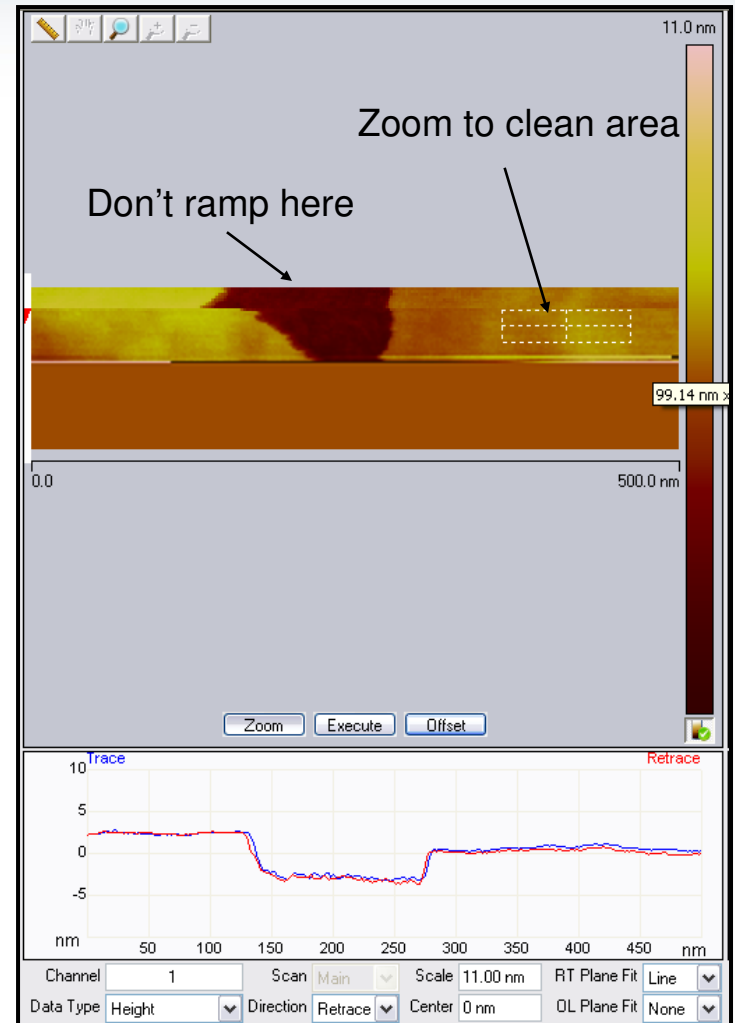 11.0 nm
Zoom to clean area
Don't ramp here
99.14 nm x
0.0
500.0 nm
Zoom Execute Offset
Trace Retrace
10
5
0
-5
nm 50 100 150 200 250 300 350 400 450 nm
Channel 1 Scan Main Scale 11.00 nm RT Plane Fit Line
Data Type Height Direction Retrace Center 0 nm OL Plane Fit None